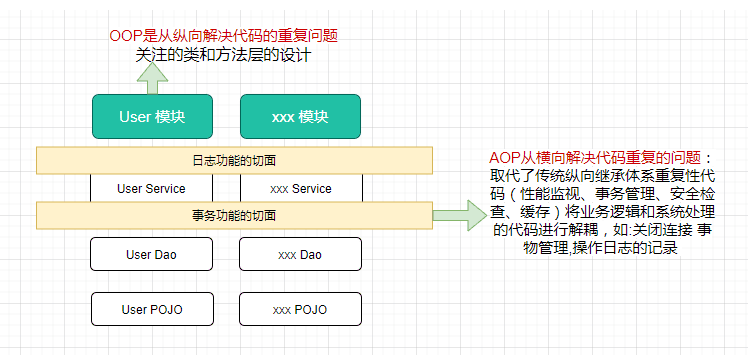 OOP是从纵向解决代码的重复问题
关注的类和方法层的设计
User 模块
xxx 模块
日志功能的切面
User Service
xxx Service
事务功能的切面
User Dao
xxx Dao
User POJO
xxx POJO
AOP从横向解决代码重复的问题：
取代了传统纵向继承体系重复性代
码（性能监视、事务管理、安全检
查、缓存）将业务逻辑和系统处理
的代码进行解耦，如:关闭连接 事
物管理,操作日志的记录